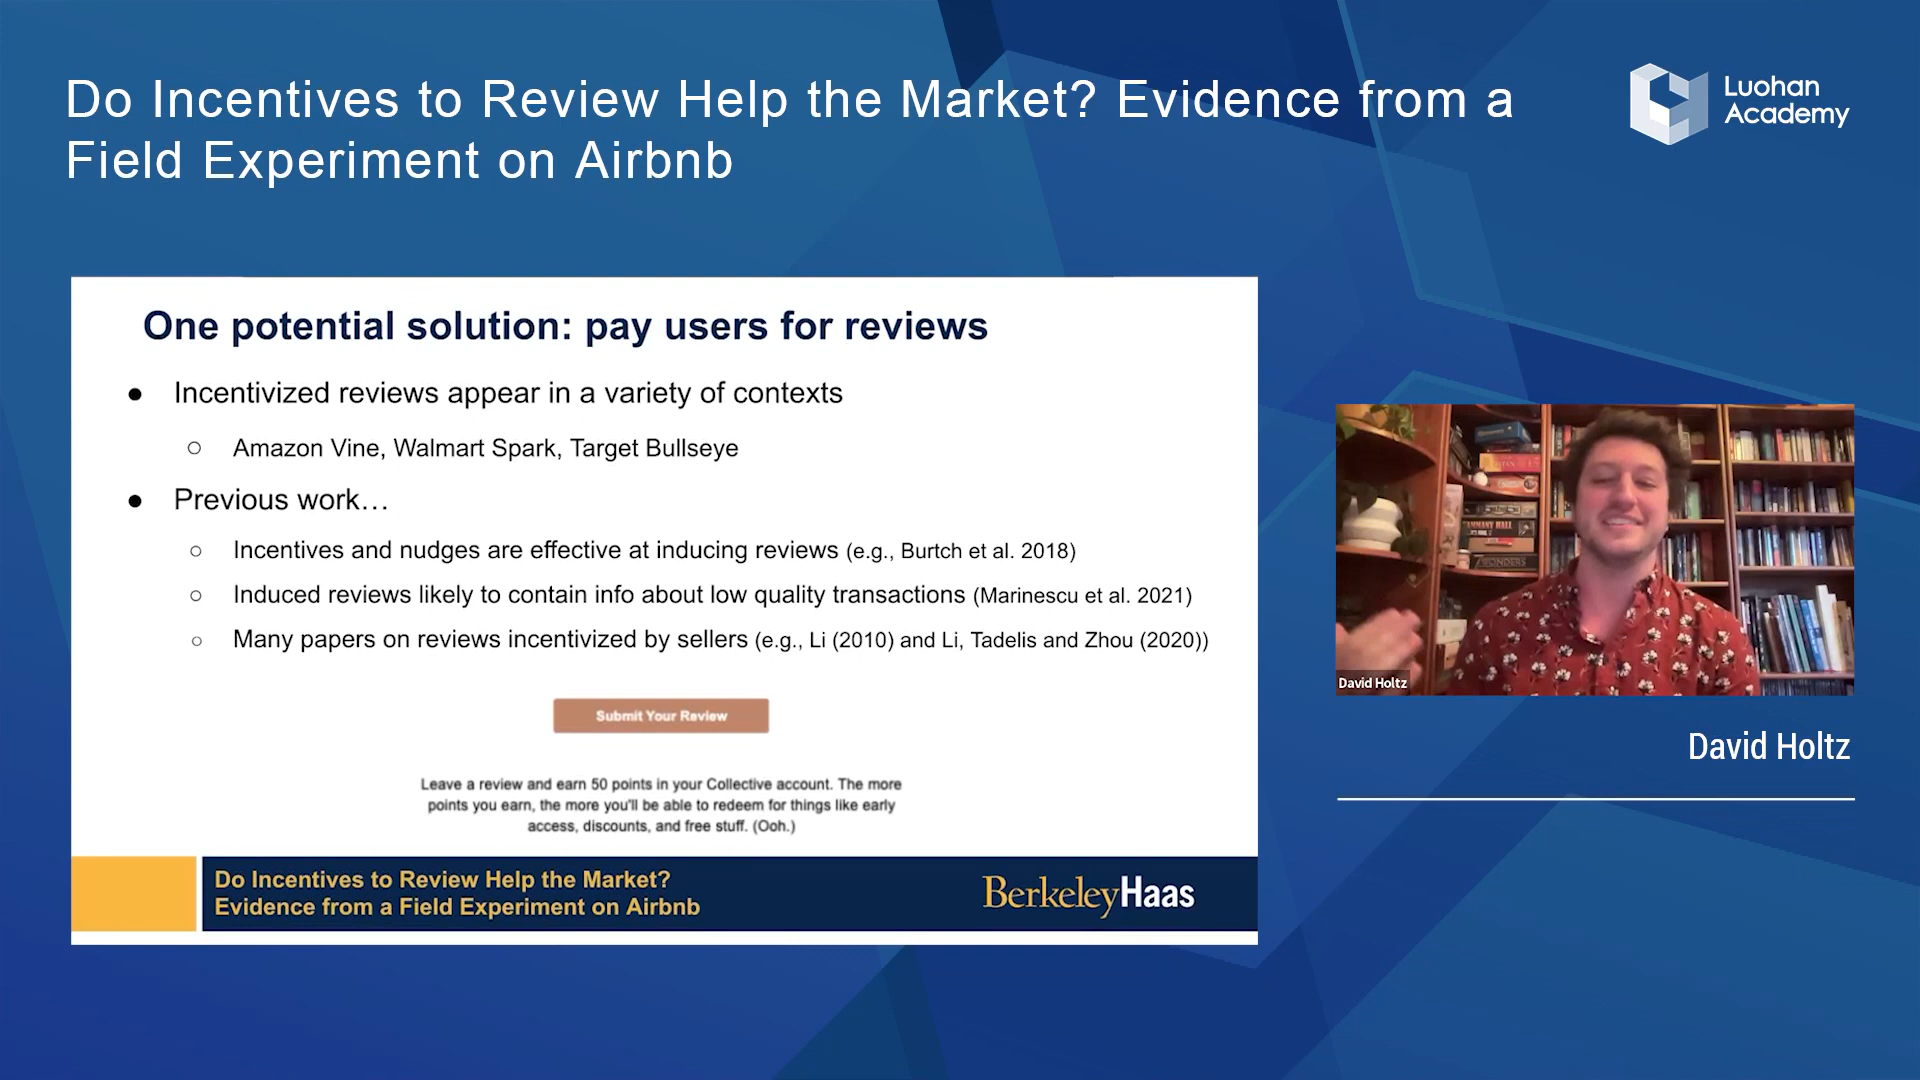 Do Incentives to Review Help the Market? Evidence from a
Field Experiment on Airbnb
Luohan
Academy
One potential solution: pay users for reviews
● Incentivized reviews appear in a variety of contexts
○ Amazon Vine, Walmart Spark, Target Bullseye
● Previous work…
○ Incentives and nudges are effective at inducing reviews (e.g., Burtch et al. 2018)
○ Induced reviews likely to contain info about low quality transactions (Marinescu et al. 2021)
○ Many papers on reviews incentivized by sellers (e.g., Li (2010) and Li, Tadelis and Zhou (2020))
Submit Your Review
Leave a review and earn 50 points in your Collective account. The more
points you earn, the more you'll be able to redeem for things like early
access, discounts, and free stuff. (Ooh.)
Do Incentives to Review Help the Market?
Evidence from a Field Experiment on Airbnb
BerkeleyHaas
TAMMANY HALL
WONDERS
David Holtz
David Holtz